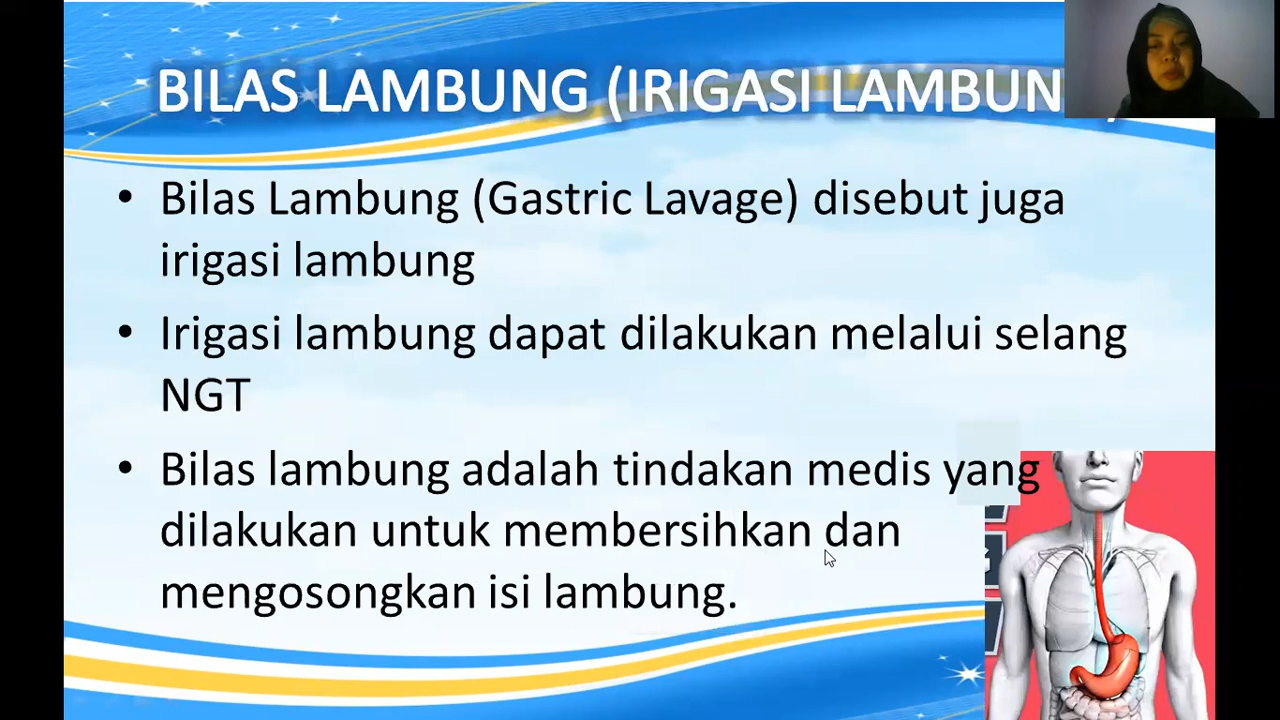 BILAS LAMBUNG (IRIGASI LAMBUN
• Bilas Lambung (Gastric Lavage) disebut juga
irigasi lambung
• Irigasi lambung dapat dilakukan melalui selang
NGT
• Bilas lambung adalah tindakan medis yang
dilakukan untuk membersihkan dan
mengosongkan isi lambung.